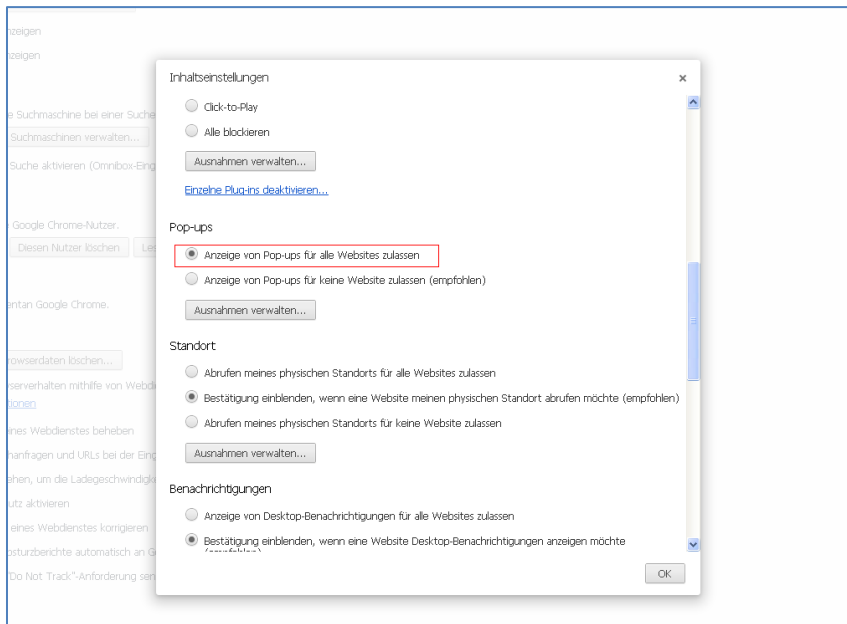 nzeigen
nzeigen
e Suchmaschine bei einer Suche
Suchmaschinen verwalten...
Suche aktivieren (Omnibox-Eing
Google Chrome-Nutzer.
Diesen Nutzer löschen
Les
entan Google Chrome.
rowserdaten löschen...
wserverhalten mithilfe von Webdi
tionen
eines Webdienstes beheben
hanfragen und URLs bei der Eing
ehen, um die Ladegeschwindigke
utz aktivieren
eines Webdienstes korrigieren
osturzberichte automatisch an G
"Do Not Track"-Anforderung sen
Inhaltseinstellungen
Click-to-Play
Alle blockieren
Ausnahmen verwalten...
Einzelne Plug-ins deaktivieren...
Pop-ups
Anzeige von Pop-ups für alle Websites zulassen
Anzeige von Pop-ups für keine Website zulassen (empfohlen)
Ausnahmen verwalten...
Standort
Abrufen meines physischen Standorts für alle Websites zulassen
Bestätigung einblenden, wenn eine Website meinen physischen Standort abrufen möchte (empfohlen)
Abrufen meines physischen Standorts für keine Website zulassen
Ausnahmen verwalten...
Benachrichtigungen
Anzeige von Desktop-Benachrichtigungen für alle Websites zulassen
Bestätigung einblenden, wenn eine Website Desktop-Benachrichtigungen anzeigen möchte
OK